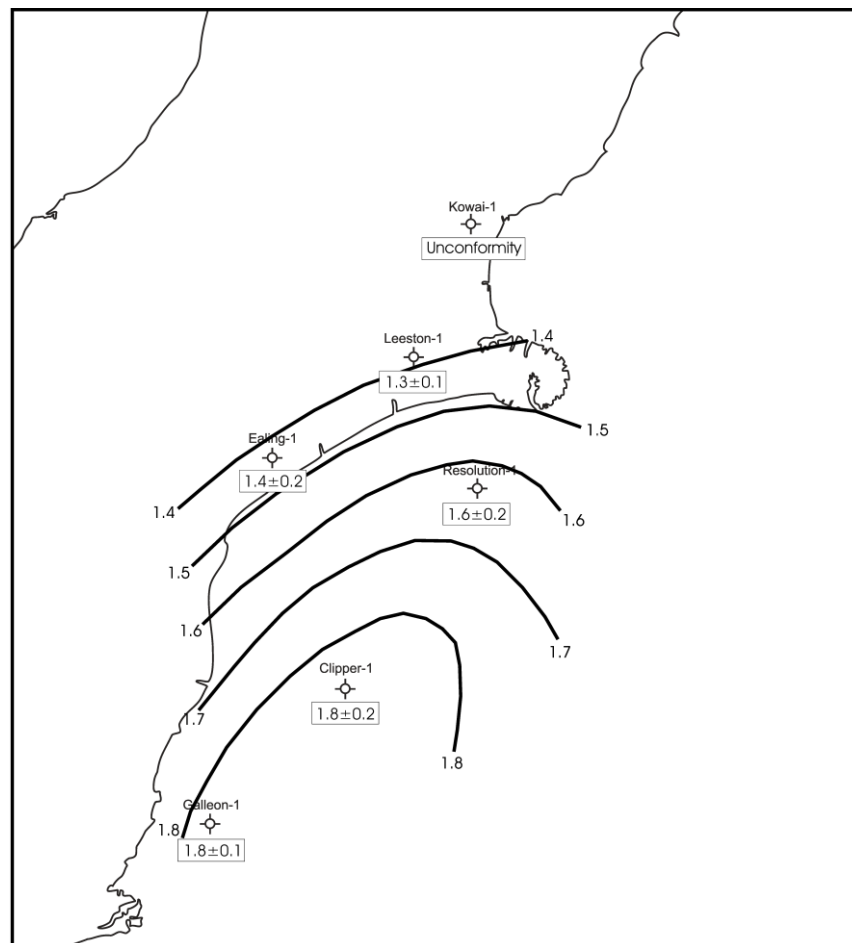 Kowai-1
Unconformity
Leeston-1
1.4
1.3±0.1
1.5
Ealing-1
1.4±0.2
Resolution-1
1.6±0.2
1.4
1.6
1.5
1.6
1.7
Clipper-1
1.8±0.2
1.7
1.8
Galleon-1
1.8
1.8±0.1